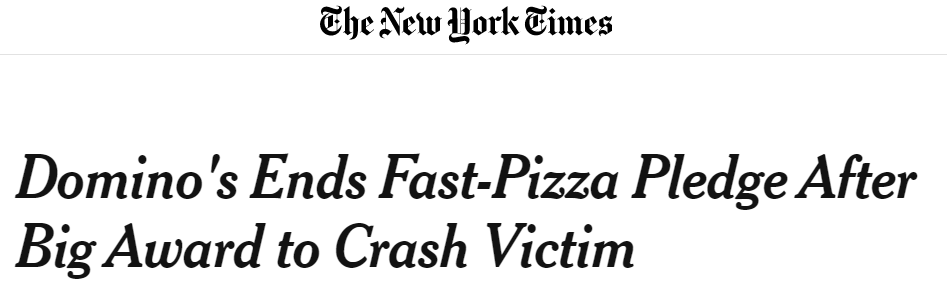 The New York Times
Domino's Ends Fast-Pizza Pledge After
Big Award to Crash Victim